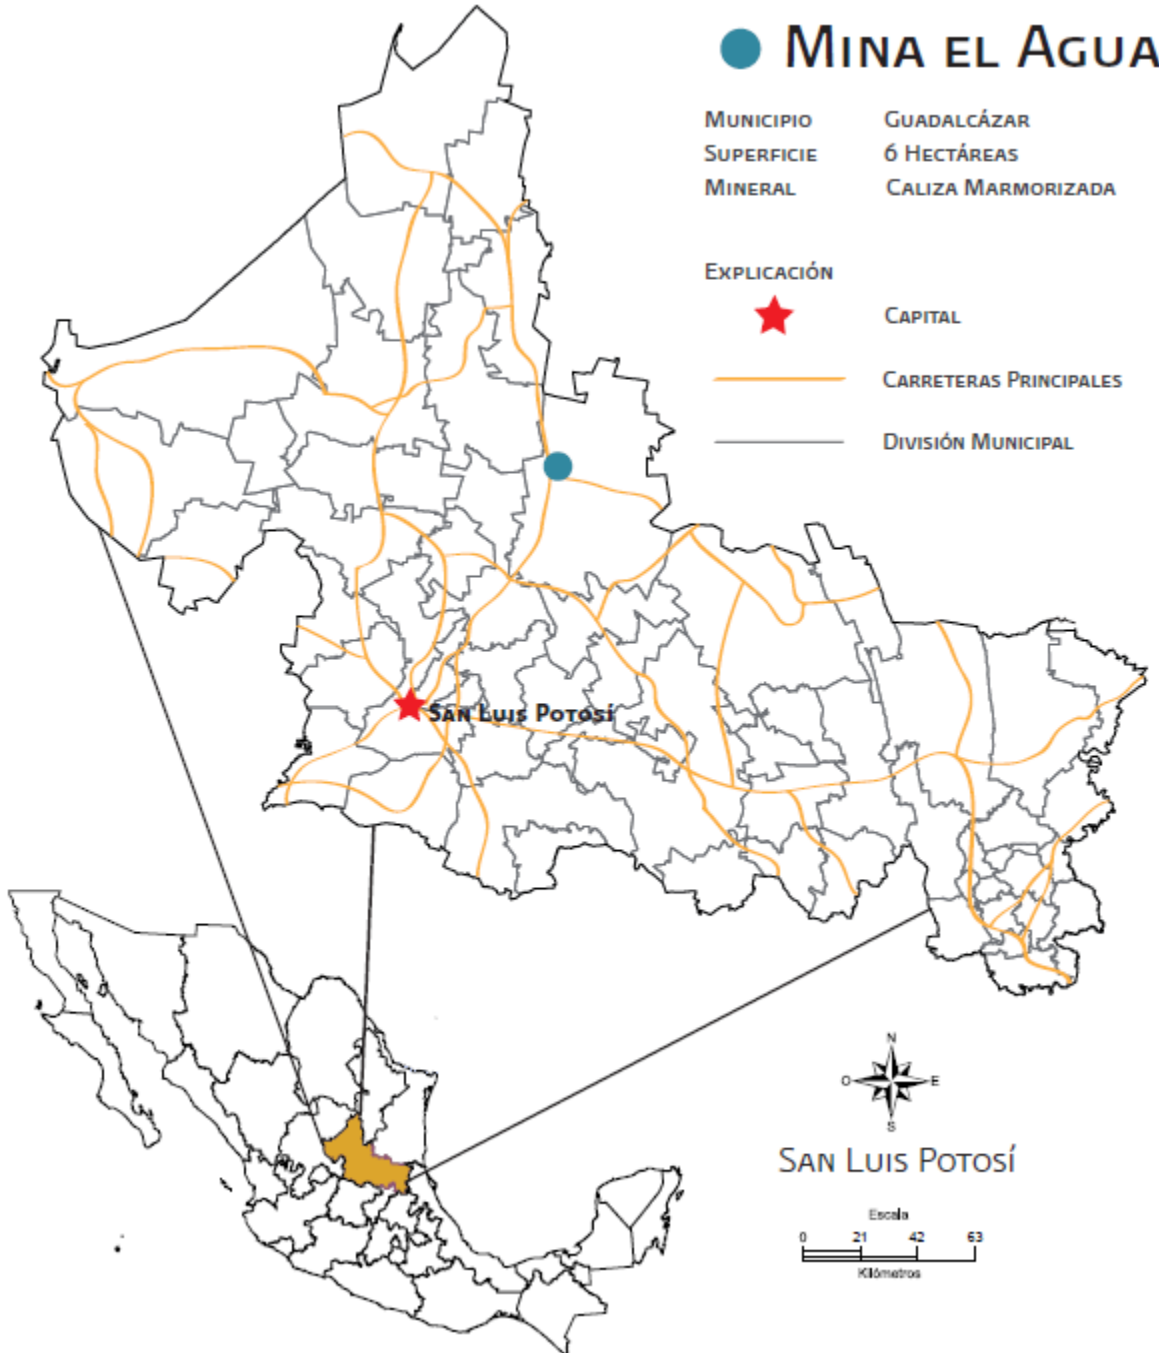 MINA EL AGUA
MUNICIPIO GUADALCÁZAR
SUPERFICIE 6 HECTÁREAS
MINERAL CALIZA MARMORIZADA
EXPLICACIÓN
CAPITAL
CARRETERAS PRINCIPALES
DIVISIÓN MUNICIPAL
SAN LUIS POTOSÍ
N
O E
S
SAN LUIS POTOSÍ
Escala
0 21 42 63
Kilómetros